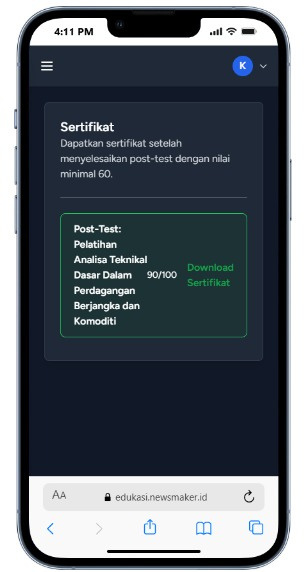 4:11 PM
K
Sertifikat
Dapatkan sertifikat setelah
menyelesaikan post-test dengan nilai
minimal 60.
Post-Test:
Pelatihan
Analisa Teknikal
Dasar Dalam
Perdagangan
Berjangka dan
Komoditi
90/100
Download
Sertifikat
AA
edukasi.newsmaker.id